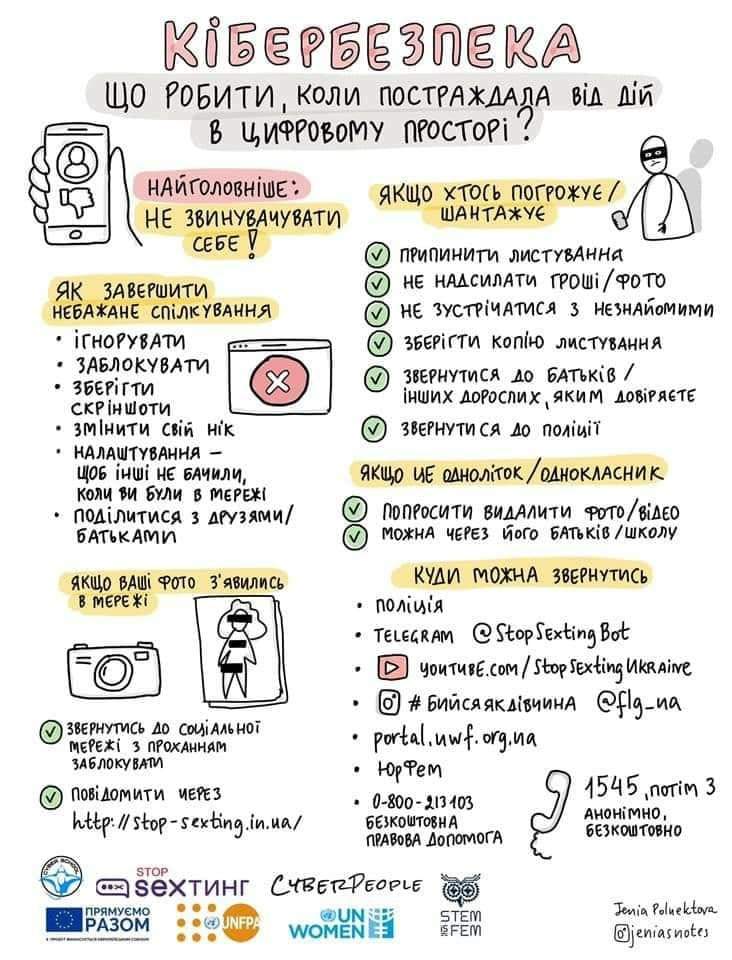 КІБЕРБЕЗПЕКА
ЩО РОБИТИ, КОЛИ ПОСТРАЖДАЛА ВІД ДІЙ
В ЦИФРОВОМУ ПРОСТОРІ?
НАЙГОЛОВНІШЕ:
НЕ ЗВИНУВАЧУВАТИ
СЕБЕ!
ЯК ЗАВЕРШИТИ
НЕБАЖАНЕ СПІЛКУВАННЯ
• ІГНОРУВАТИ
• ЗАБЛОКУВАТИ
• ЗБЕРІГТИ
СКРІНШОТИ
• ЗМІНИТИ СВІЙ НІК
• НАЛАШТУВАННЯ –
ЩОБ ІНШІ НЕ БАЧИЛИ,
КОЛИ ВИ БУЛИ В МЕРЕЖІ
• ПОДІЛИТИСЯ З ДРУЗЯМИ/
БАТЬКАМИ
ЯКЩО ВАШІ ФОТО З'ЯВИЛИСЬ
В МЕРЕЖІ
ЗВЕРНУТИСЬ ДО СОЦІАЛЬНОЇ
МЕРЕЖІ З ПРОХАННЯМ
ЗАБЛОКУВАТИ
ПОВІДОМИТИ ЧЕРЕЗ
http://stop-sexting.in.ua/
ЯКЩО ХТОСЬ ПОГРОЖУЄ/
ШАНТАЖУЄ
ПРИПИНИТИ ЛИСТУВАННЯ
НЕ НАДСИЛАТИ ГРОШІ/ФОТО
НЕ ЗУСТРІЧАТИСЯ З НЕЗНАЙОМИМИ
ЗБЕРІГТИ КОПІЮ ЛИСТУВАННЯ
ЗВЕРНУТИСЯ ДО БАТЬКІВ/
ІНШИХ ДОРОСЛИХ, ЯКИМ ДОВІРЯЄТЕ
ЗВЕРНУТИСЯ ДО ПОЛІЦІЇ
ЯКЩО ЦЕ ОДНОЛІТОК/ОДНОКЛАСНИК
ПОПРОСИТИ ВИДАЛИТИ ФОТО/ВІДЕО
МОЖНА ЧЕРЕЗ ЙОГО БАТЬКІВ/ШКОЛУ
КУДИ МОЖНА ЗВЕРНУТИСЬ
• ПОЛІЦІЯ
• TELEGRAM @StopSextingBot
• YOUTUBE.COM/StopSextingUKRAINE
• #БИЙСЯЯКДІВЧИНА @flg_ua
• portal.uwf.org.ua
• ЮрФем
• 0-800-213 103
БЕЗКОШТОВНА
ПРАВОВА ДОПОМОГА
1545, ПОТІМ 3
АНОНІМНО,
БЕЗКОШТОВНО
CYBER SCHOOL
STOP
SEXТИНГ
CYBERPEOPLE
STEM
IS
FEM
ПРЯМУЄМО
РАЗОМ
UNFPA
UN
WOMEN
Jenia Poluektova
@jeniasnotes